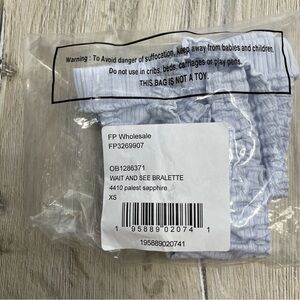 Warning : To Avoid danger of suffocation, keep away from babies and children.
Do not use in cribs, beds, carriages or play pens.
THIS BAG IS NOT A TOY.
FP Wholesale
FP3269907
OB1286371
WAIT AND SEE BRALETTE
4410 palest sapphire
XS
1 95889 02074 1
195889020741